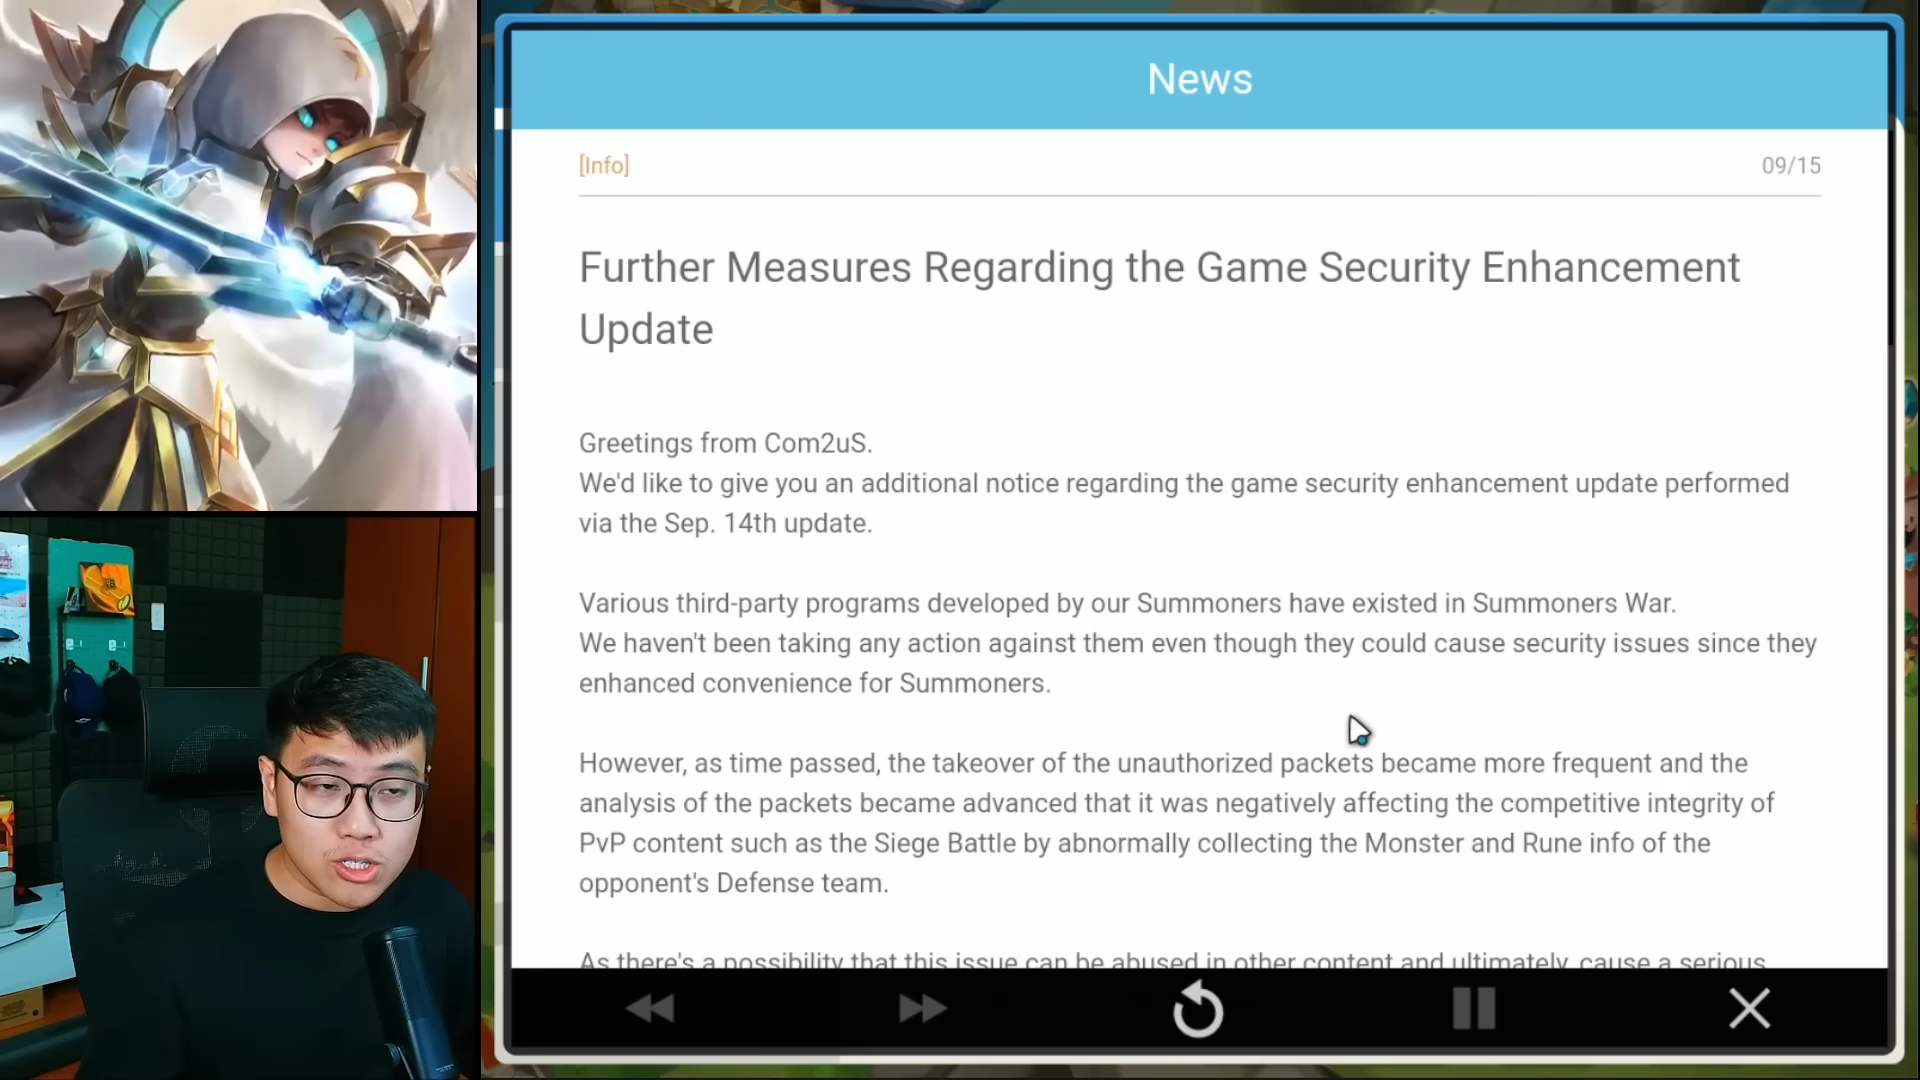 News
[Info]
09/15
Further Measures Regarding the Game Security Enhancement
Update
Greetings from Com2uS.
We'd like to give you an additional notice regarding the game security enhancement update performed
via the Sep. 14th update.
Various third-party programs developed by our Summoners have existed in Summoners War.
We haven't been taking any action against them even though they could cause security issues since they
enhanced convenience for Summoners.
However, as time passed, the takeover of the unauthorized packets became more frequent and the
analysis of the packets became advanced that it was negatively affecting the competitive integrity of
PvP content such as the Siege Battle by abnormally collecting the Monster and Rune info of the
opponent's Defense team.
As there's a possibility that this issue can be abused in other content and ultimately, cause a serious